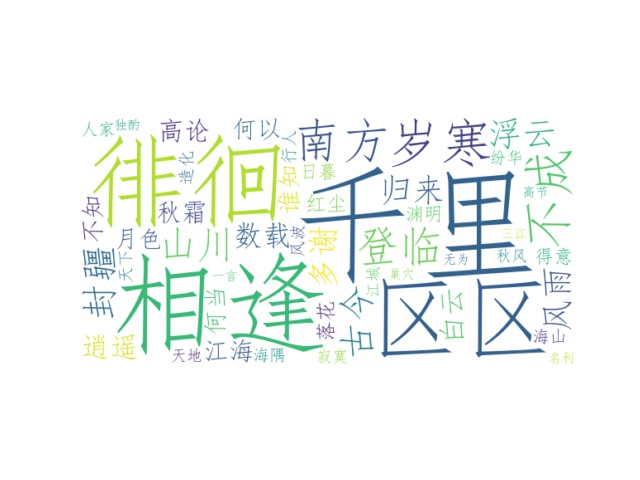 人家 独酌 高论 何以 南方 岁寒 浮云
造化 行人 纷华
徘徊 谁知 日暮 千里 不成
秋霜 红尘 归来 渊明 高节
不知 月色 山川 数载 风波 多谢 登临 三江
封疆 天下 无为 秋风 得意
相逢 一言 何当 江城 巢穴 区区 白云 风雨
落花 古今 海山
逍遥 天地 江海 海隅 寂寞 名利